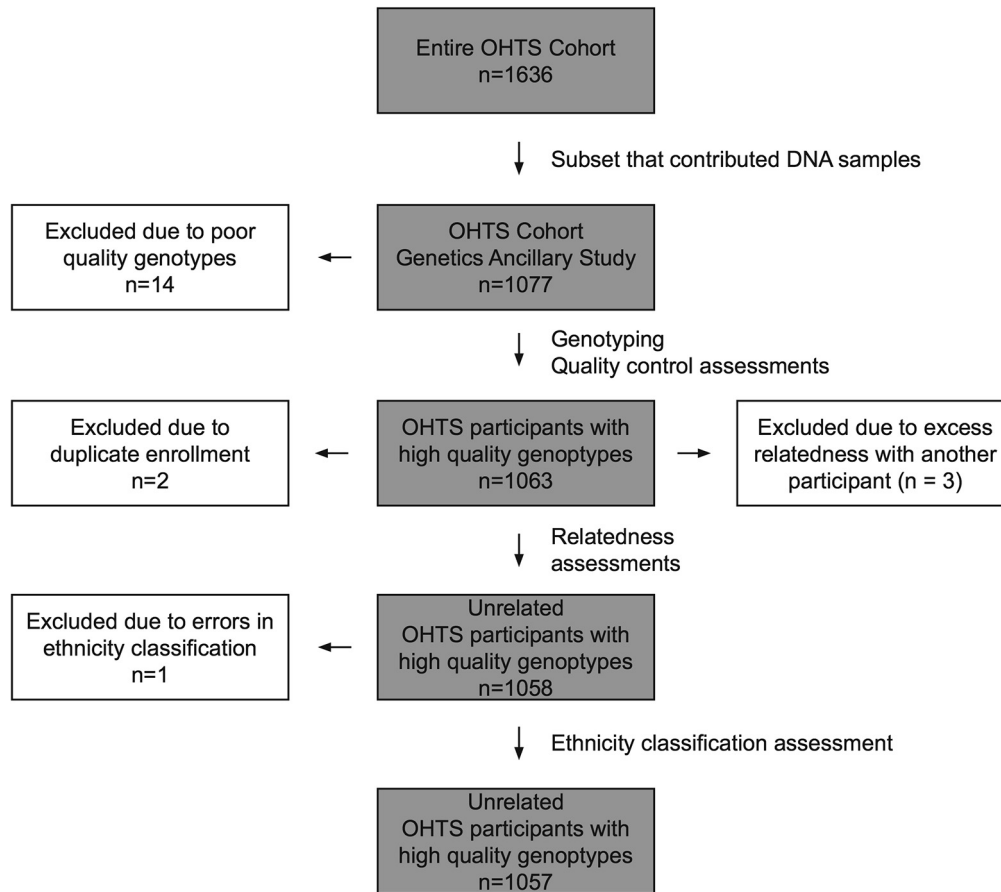 Entire OHTS Cohort
n=1636
Subset that contributed DNA samples
Excluded due to poor
quality genotypes
n=14
OHTS Cohort
Genetics Ancillary Study
n=1077
Genotyping
Quality control assessments
Excluded due to
duplicate enrollment
n=2
OHTS participants with
high quality genoptypes
n=1063
Excluded due to excess
relatedness with another
participant (n = 3)
Relatedness
assessments
Excluded due to errors in
ethnicity classification
n=1
Unrelated
OHTS participants with
high quality genoptypes
n=1058
Ethnicity classification assessment
Unrelated
OHTS participants with
high quality genoptypes
n=1057